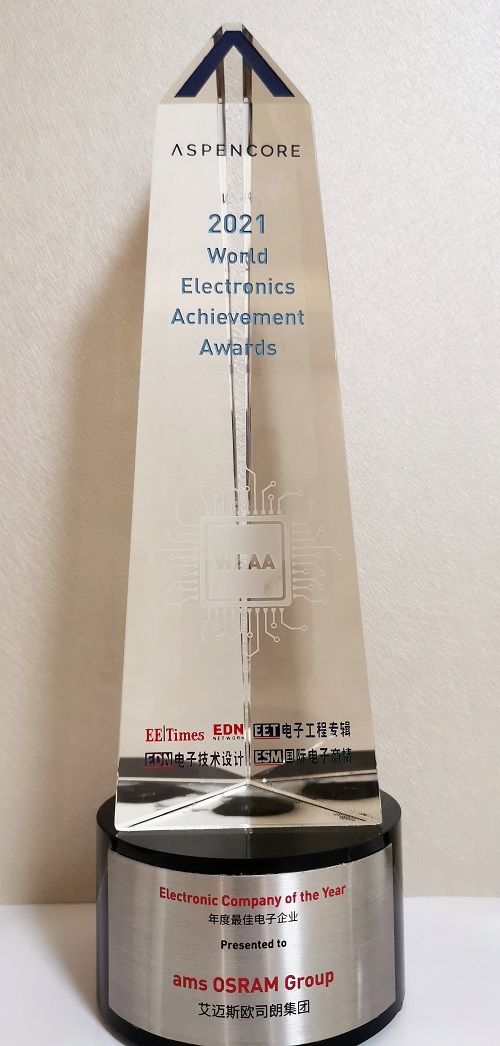 ASPENCORE
2021
World
Electronics
Achievement
Awards
WEAA
EE|Times EDN NETWORK EET电子工程专辑
EDN电子技术设计 ESM国际电子商情
Electronic Company of the Year
年度最佳电子企业
Presented to
ams OSRAM Group
艾迈斯欧司朗集团